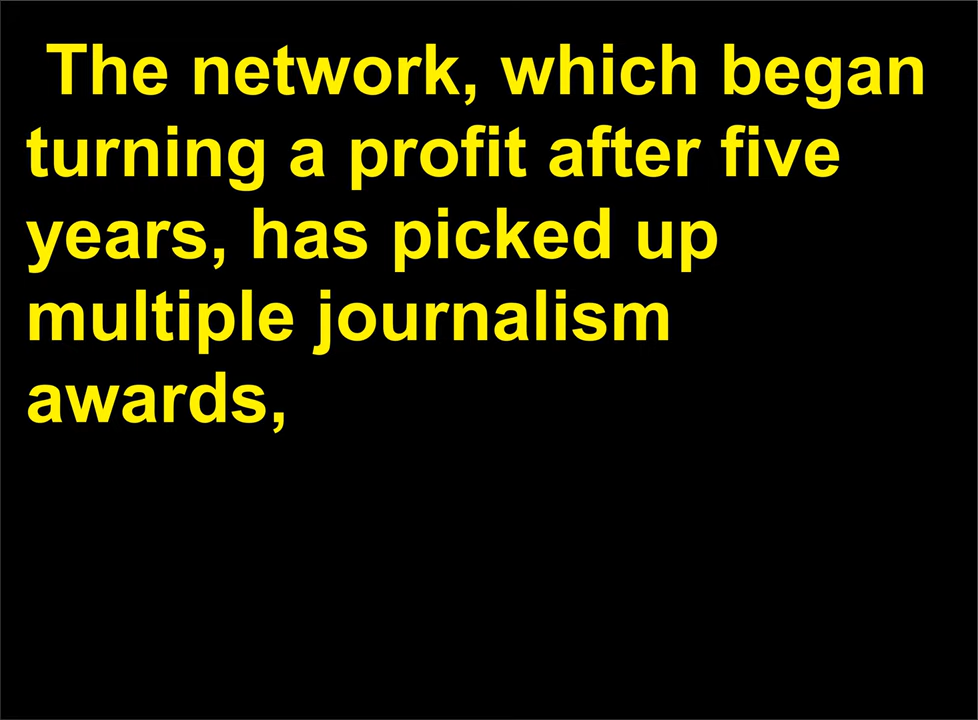 The network, which began
turning a profit after five
years, has picked up
multiple journalism
awards,